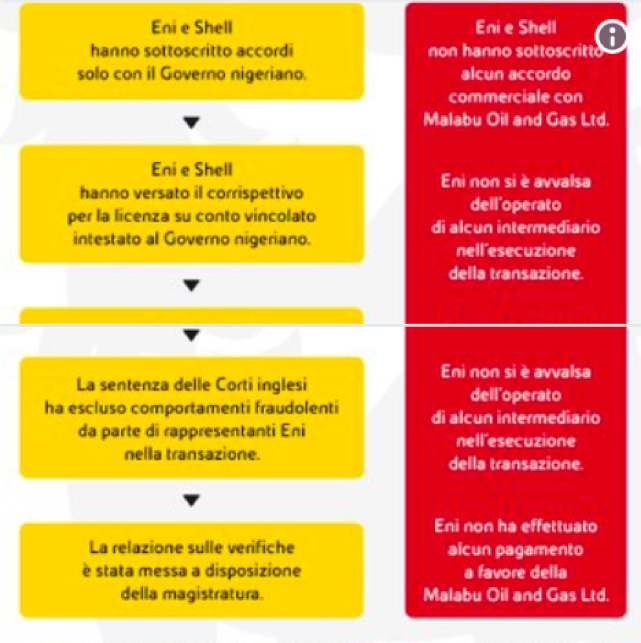 Eni e Shell
hanno sottoscritto accordi
solo con il Governo nigeriano.
Eni e Shell
hanno versato il corrispettivo
per la licenza su conto vincolato
intestato al Governo nigeriano.
Eni e Shell
non hanno sottoscritto
alcun accordo
commerciale con
Malabu Oil and Gas Ltd.
Eni non si è avvalsa
dell'operato
di alcun intermediario
nell'esecuzione
della transazione.
La sentenza delle Corti inglesi
ha escluso comportamenti fraudolenti
da parte di rappresentanti Eni
nella transazione.
La relazione sulle verifiche
è stata messa a disposizione
della magistratura.
Eni non si è avvalsa
dell'operato
di alcun intermediario
nell'esecuzione
della transazione.
Eni non ha effettuato
alcun pagamento
a favore della
Malabu Oil and Gas Ltd.